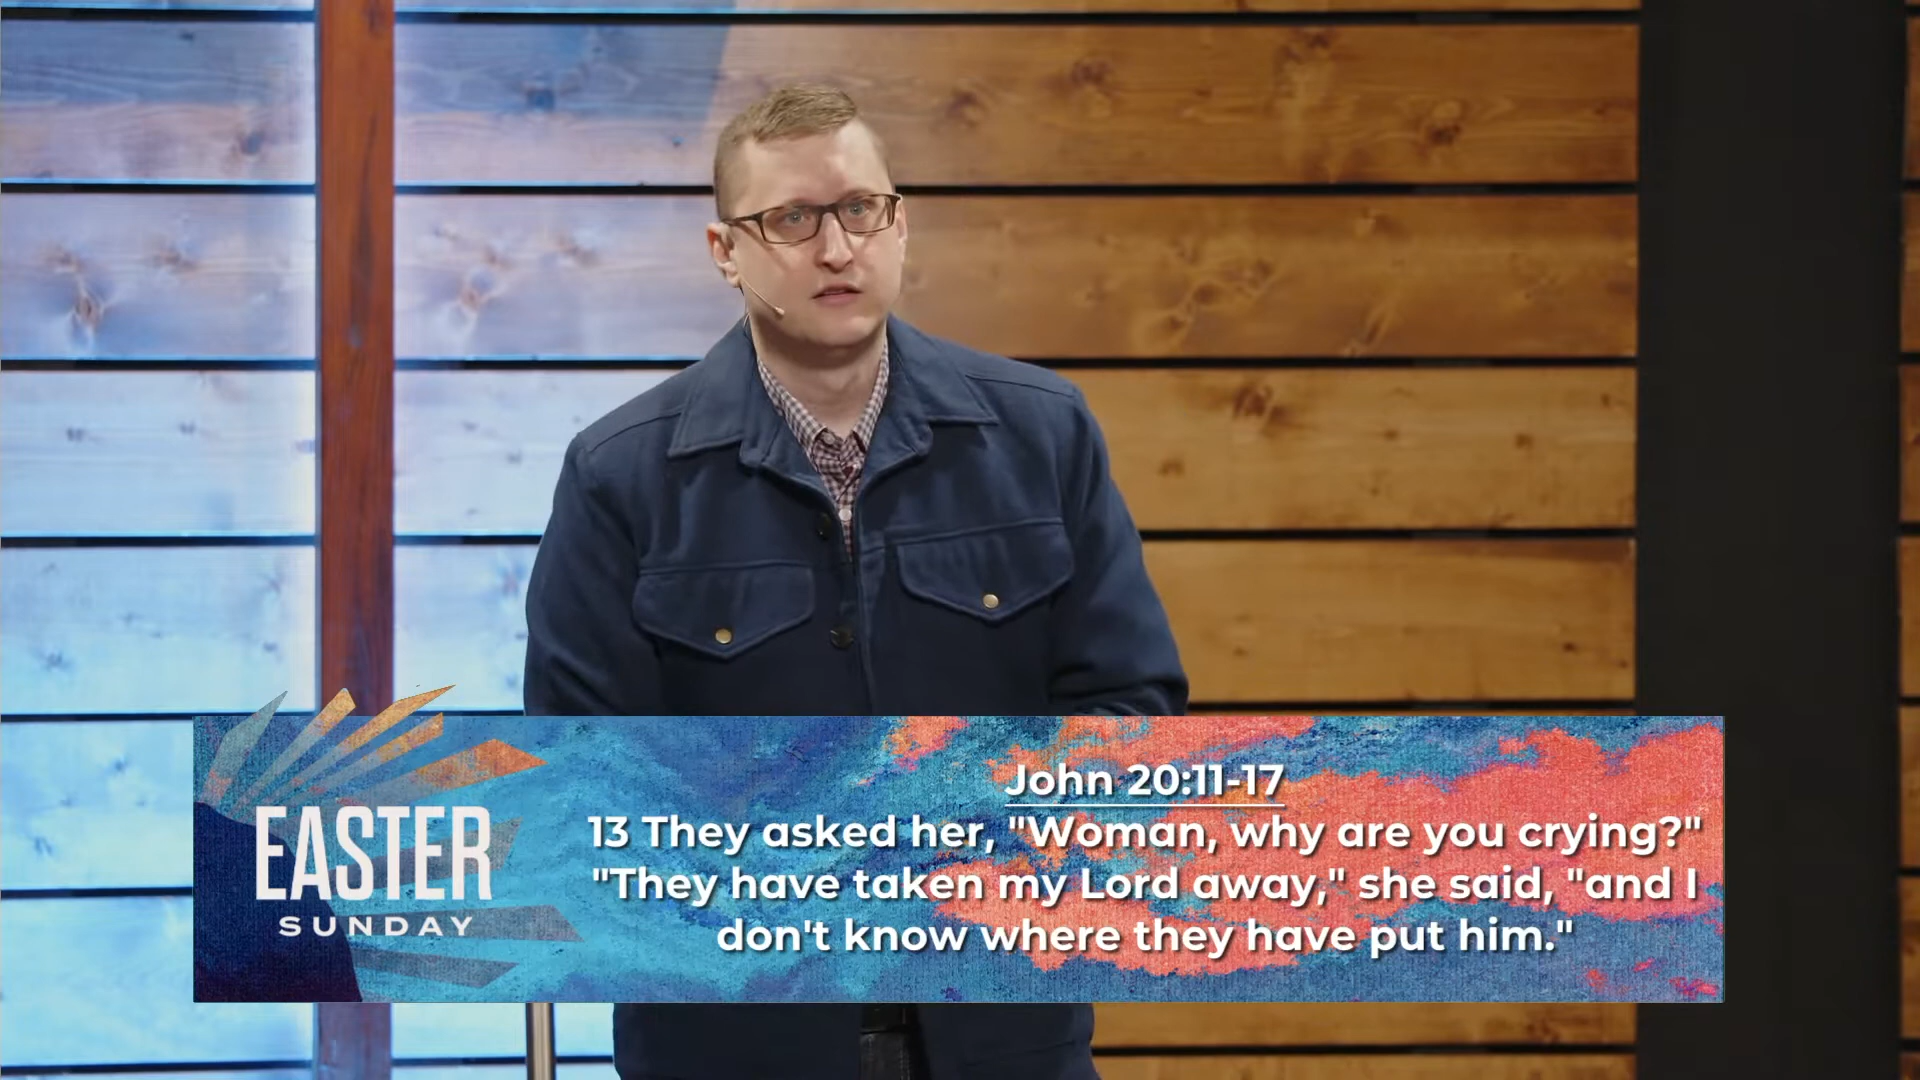 EASTER
SUNDAY
John 20:11-17
13 They asked her, "Woman, why are you crying?"
"They have taken my Lord away," she said, "and I
don't know where they have put him."